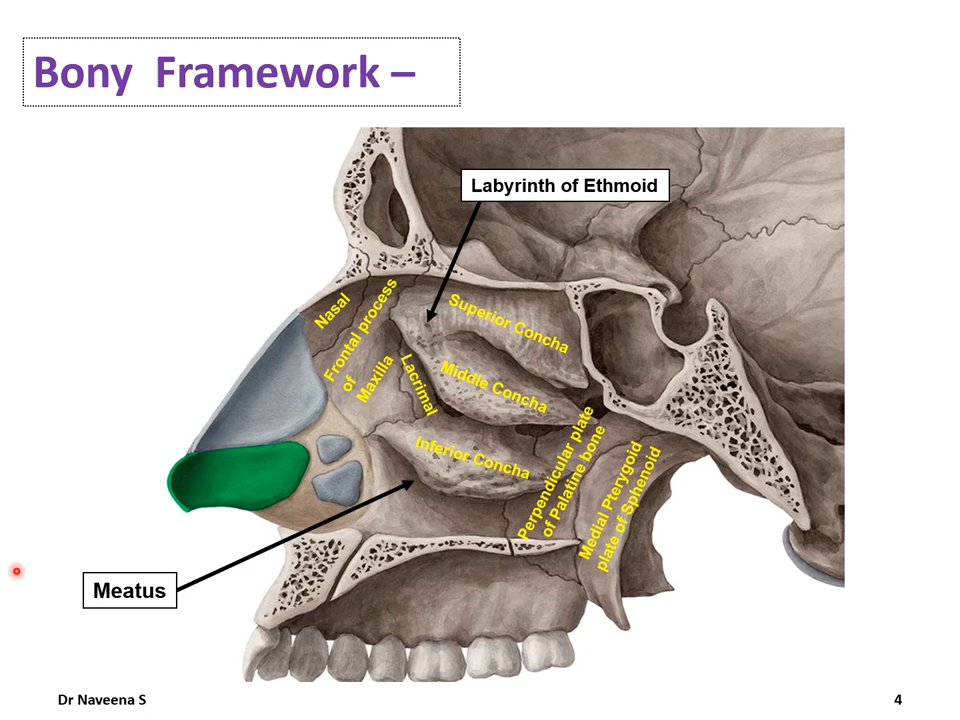 Bony Framework –
Labyrinth of Ethmoid
Nasal
Frontal process
of
Maxilla
Lacrimal
Superior Concha
Middle Concha
Inferior Concha
Perpendicular plate
of Palatine bone
Medial Pterygoid
plate of Sphenoid
Meatus
Dr Naveena S
4